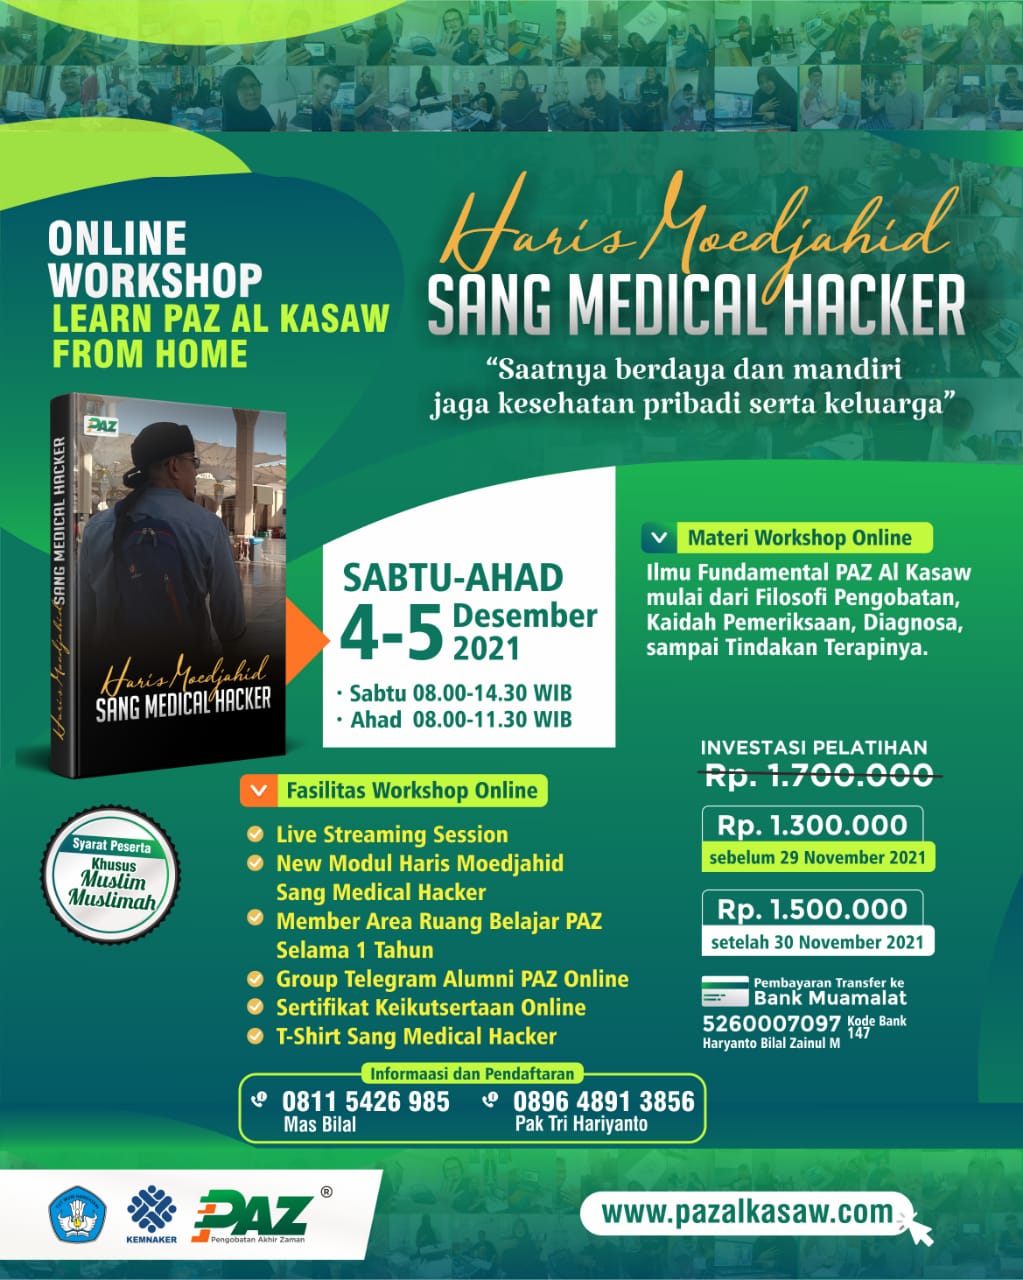 ONLINE
WORKSHOP
LEARN PAZ AL KASAW
FROM HOME
Haris Moedjahid
SANG MEDICAL HACKER
“Saatnya berdaya dan mandiri
jaga kesehatan pribadi serta keluarga”
PAZ
Haris Moedjahid SANG MEDICAL HACKER
Haris Moedjahid
SANG MEDICAL HACKER
SABTU-AHAD
4-5 Desember
2021
· Sabtu 08.00-14.30 WIB
· Ahad 08.00-11.30 WIB
Materi Workshop Online
Ilmu Fundamental PAZ Al Kasaw
mulai dari Filosofi Pengobatan,
Kaidah Pemeriksaan, Diagnosa,
sampai Tindakan Terapinya.
INVESTASI PELATIHAN
Rp. 1.700.000
Rp. 1.300.000
sebelum 29 November 2021
Rp. 1.500.000
setelah 30 November 2021
Pembayaran Transfer ke
Bank Muamalat
5260007097 Kode Bank
147
Haryanto Bilal Zainul M
Syarat Peserta
Khusus
Muslim
Muslimah
Fasilitas Workshop Online
Live Streaming Session
New Modul Haris Moedjahid
Sang Medical Hacker
Member Area Ruang Belajar PAZ
Selama 1 Tahun
Group Telegram Alumni PAZ Online
Sertifikat Keikutsertaan Online
T-Shirt Sang Medical Hacker
Informaasi dan Pendaftaran
0811 5426 985
Mas Bilal
0896 4891 3856
Pak Tri Hariyanto
KEMNAKER
PAZ ®
Pengobatan Akhir Zaman
www.pazalkasaw.com